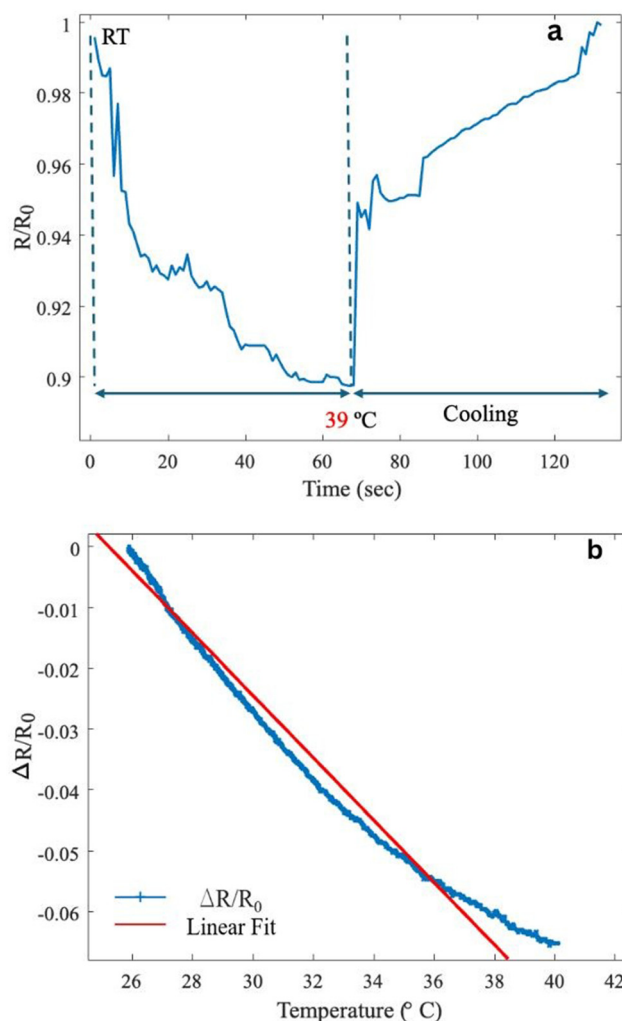 a
RT
1
0.98
0.96
0.94
0.92
0.9
R/R0
39 ºC
Cooling
0 20 40 60 80 100 120
Time (sec)
b
0
-0.01
-0.02
-0.03
-0.04
-0.05
-0.06
ΔR/R0
ΔR/R0
Linear Fit
26 28 30 32 34 36 38 40 42
Temperature (° C)